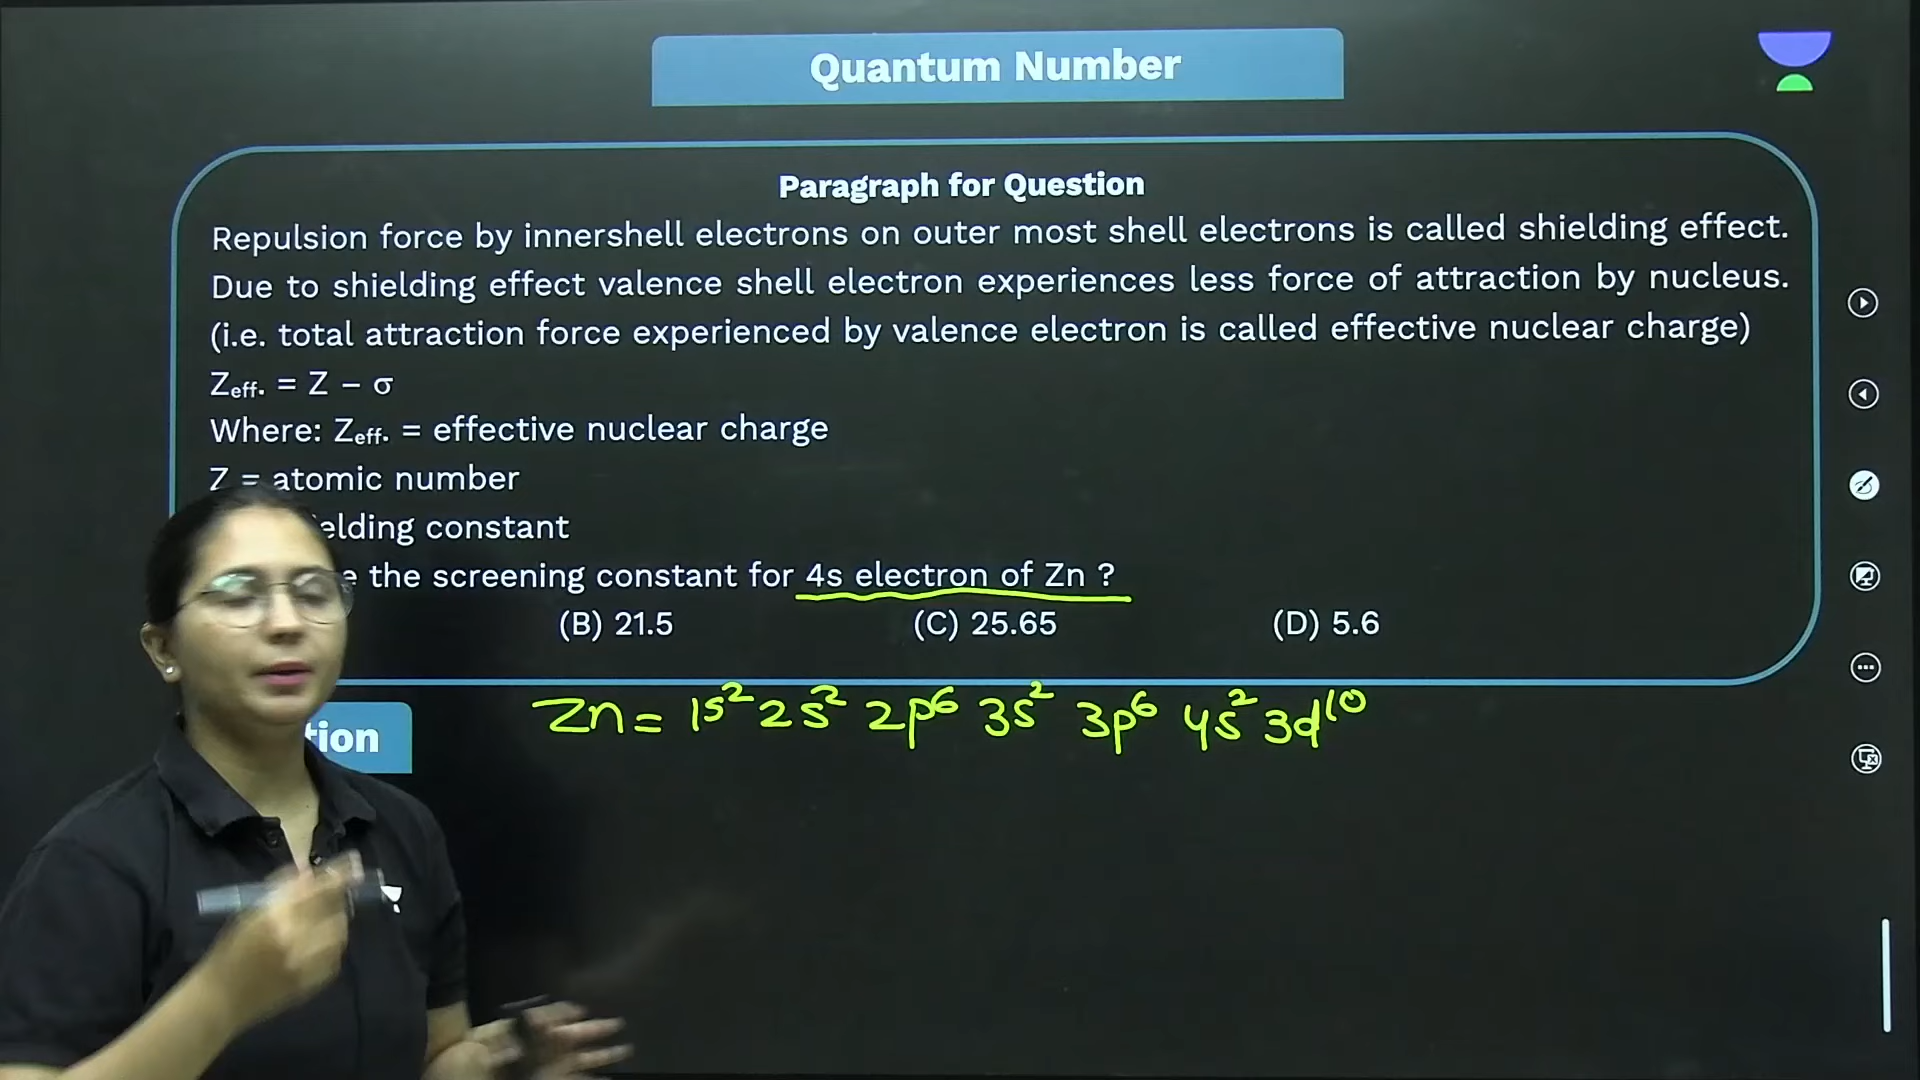 Quantum Number
Paragraph for Question
Repulsion force by innershell electrons on outer most shell electrons is called shielding effect.
Due to shielding effect valence shell electron experiences less force of attraction by nucleus.
(i.e. total attraction force experienced by valence electron is called effective nuclear charge)
Zeff. = Z – σ
Where: Zeff. = effective nuclear charge
Z = atomic number
constant
the screening constant for 4s electron of Zn ?
(B) 21.5 (C) 25.65 (D) 5.6
Zn = 1s² 2s² 2p⁶ 3s² 3p⁶ 4s² 3d¹⁰